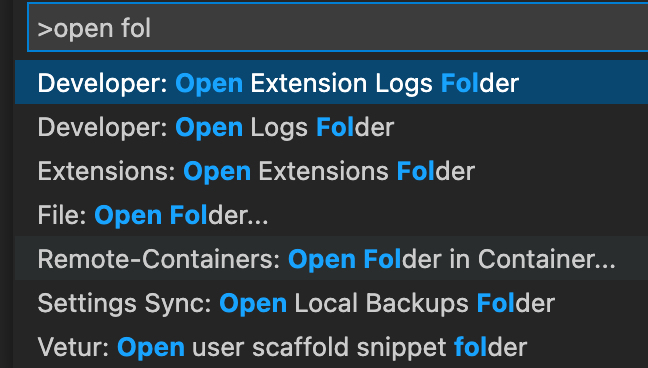 >open fol
Developer: Open Extension Logs Folder
Developer: Open Logs Folder
Extensions: Open Extensions Folder
File: Open Folder...
Remote-Containers: Open Folder in Container...
Settings Sync: Open Local Backups Folder
Vetur: Open user scaffold snippet folder